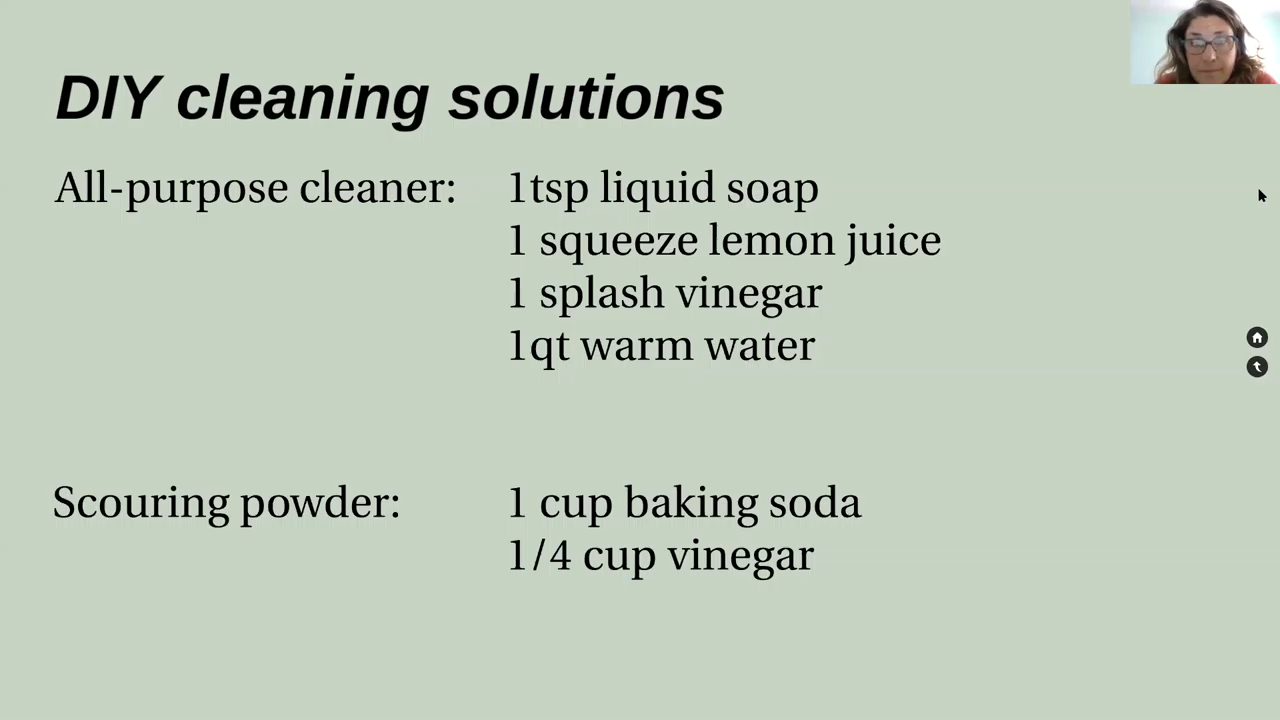 DIY cleaning solutions
All-purpose cleaner: 1tsp liquid soap
1 squeeze lemon juice
1 splash vinegar
1qt warm water
Scouring powder: 1 cup baking soda
1/4 cup vinegar